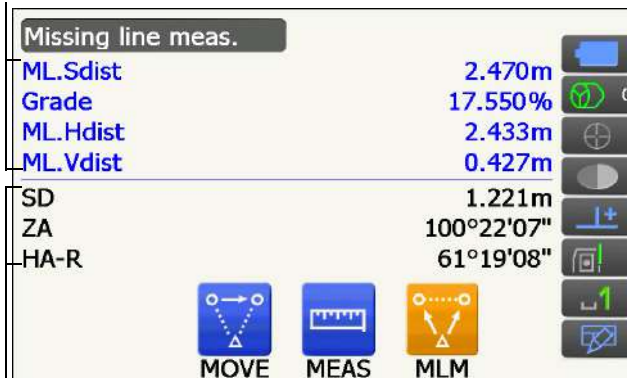 Missing line meas.
ML.Sdist 2.470m
Grade 17.550%
ML.Hdist 2.433m
ML.Vdist 0.427m
SD 1.221m
ZA 100°22'07"
HA-R 61°19'08"
MOVE MEAS MLM